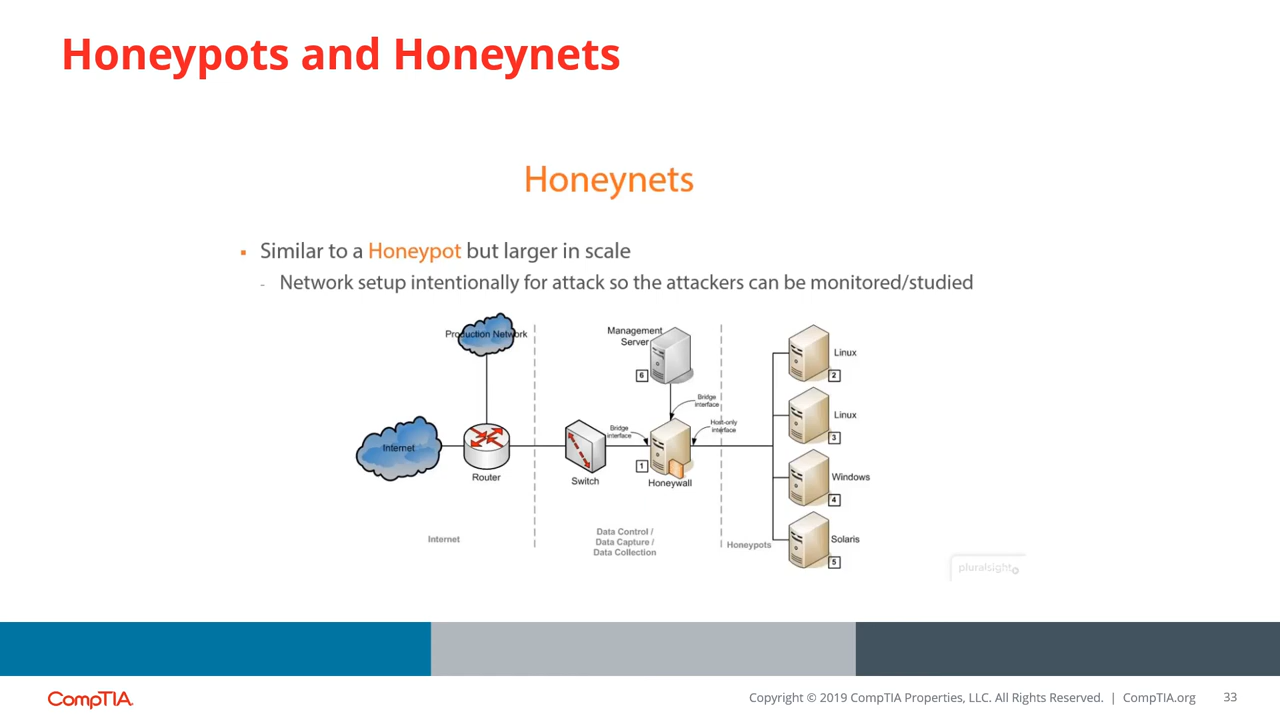 Honeypots and Honeynets
Honeynets
▪ Similar to a Honeypot but larger in scale
- Network setup intentionally for attack so the attackers can be monitored/studied
Production Network
Management
Server
6
Linux
2
Bridge
interface
Linux
3
Internet
Router
Switch
Bridge
interface
Host-only
interface
1
Honeywall
Windows
4
Solaris
5
Internet
Data Control /
Data Capture /
Data Collection
Honeypots
pluralsight
CompTIA.
Copyright © 2019 CompTIA Properties, LLC. All Rights Reserved. | CompTIA.org
33